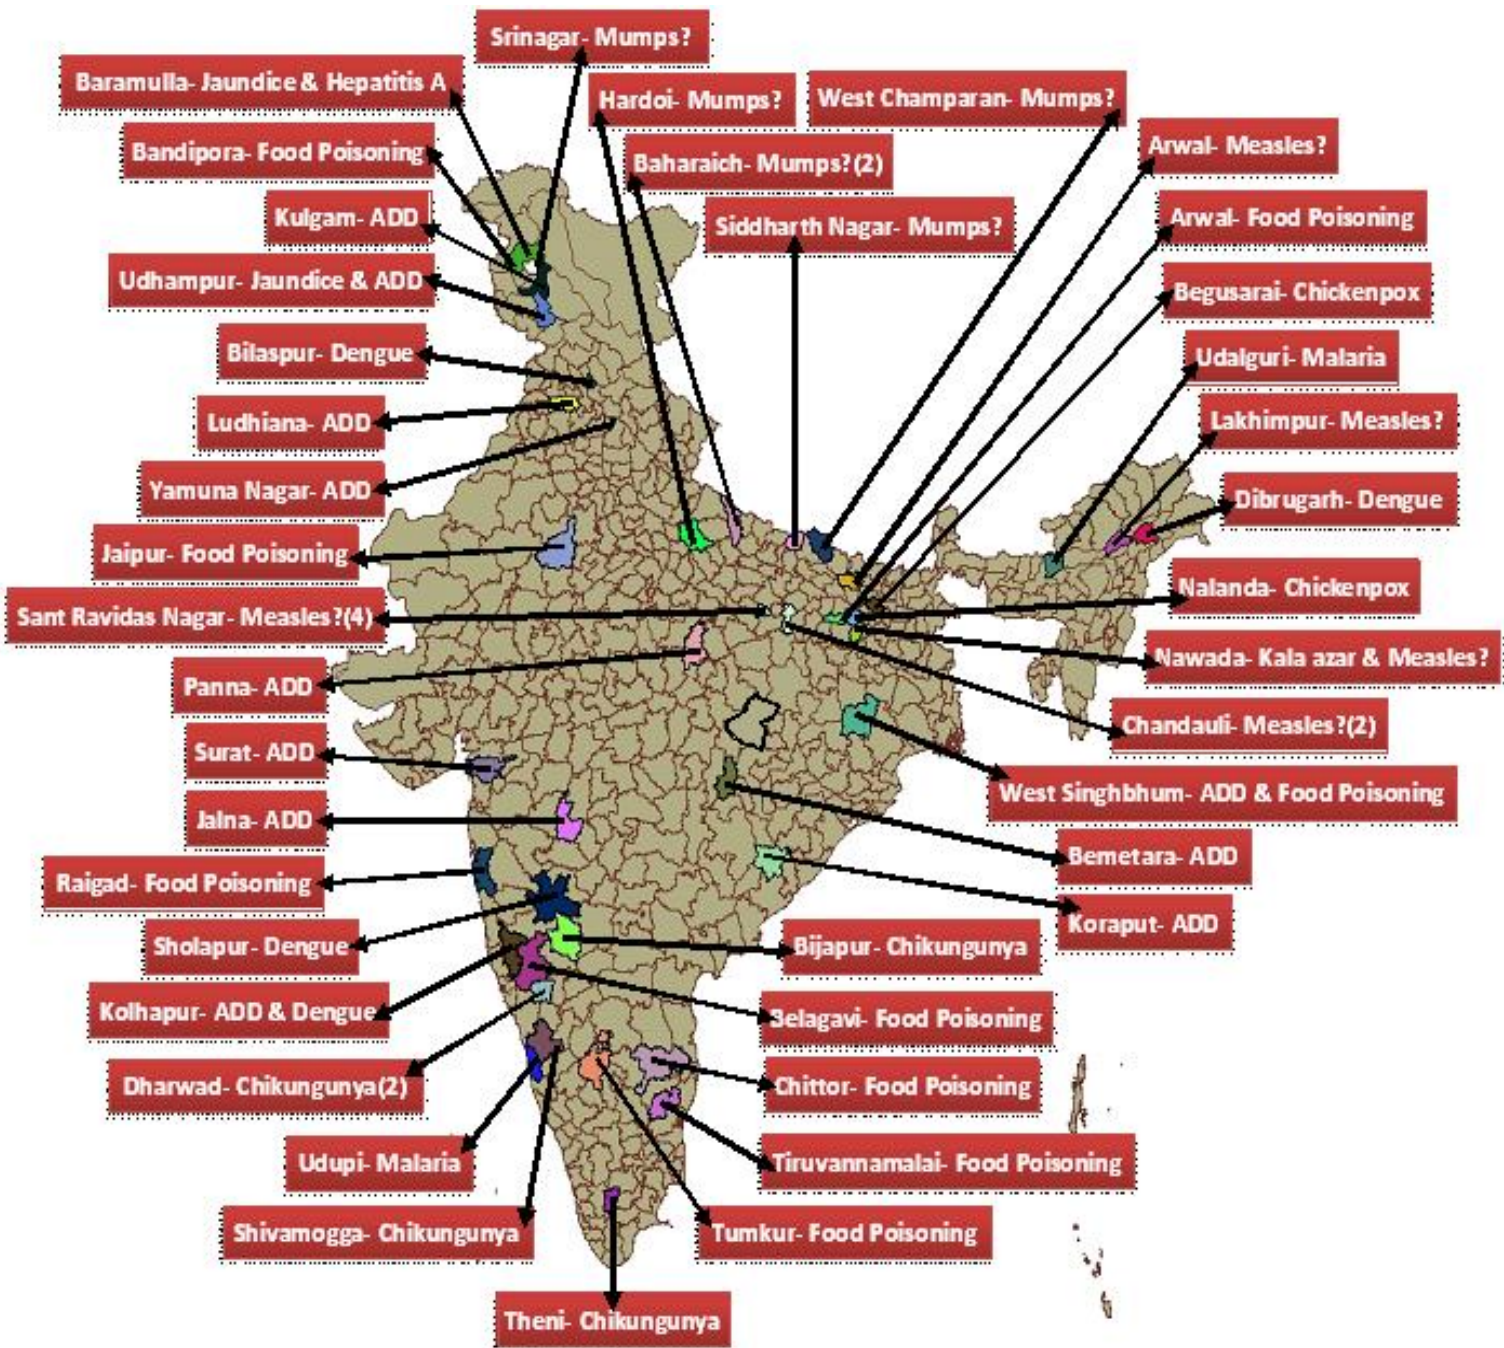 Srinagar- Mumps?
Baramulla- Jaundice & Hepatitis A
Hardoi- Mumps?
West Champaran- Mumps?
Bandipora- Food Poisoning
Baharaich- Mumps?(2)
Arwal- Measles?
Kulgam- ADD
Siddharth Nagar- Mumps?
Arwal- Food Poisoning
Udhampur- Jaundice & ADD
Begusarai- Chickenpox
Bilaspur- Dengue
Udalguri- Malaria
Ludhiana- ADD
Lakhimpur- Measles?
Yamuna Nagar- ADD
Dibrugarh- Dengue
Jaipur- Food Poisoning
Nalanda- Chickenpox
Sant Ravidas Nagar- Measles?(4)
Nawada- Kala azar & Measles?
Panna- ADD
Chandauli- Measles?(2)
Surat- ADD
West Singhbhum- ADD & Food Poisoning
Jalna- ADD
Bemetara- ADD
Raigad- Food Poisoning
Koraput- ADD
Sholapur- Dengue
Bijapur- Chikungunya
Kolhapur- ADD & Dengue
Belagavi- Food Poisoning
Dharwad- Chikungunya(2)
Chittor- Food Poisoning
Udupi- Malaria
Tiruvannamalai- Food Poisoning
Shivamogga- Chikungunya
Tumkur- Food Poisoning
Theni- Chikungunya